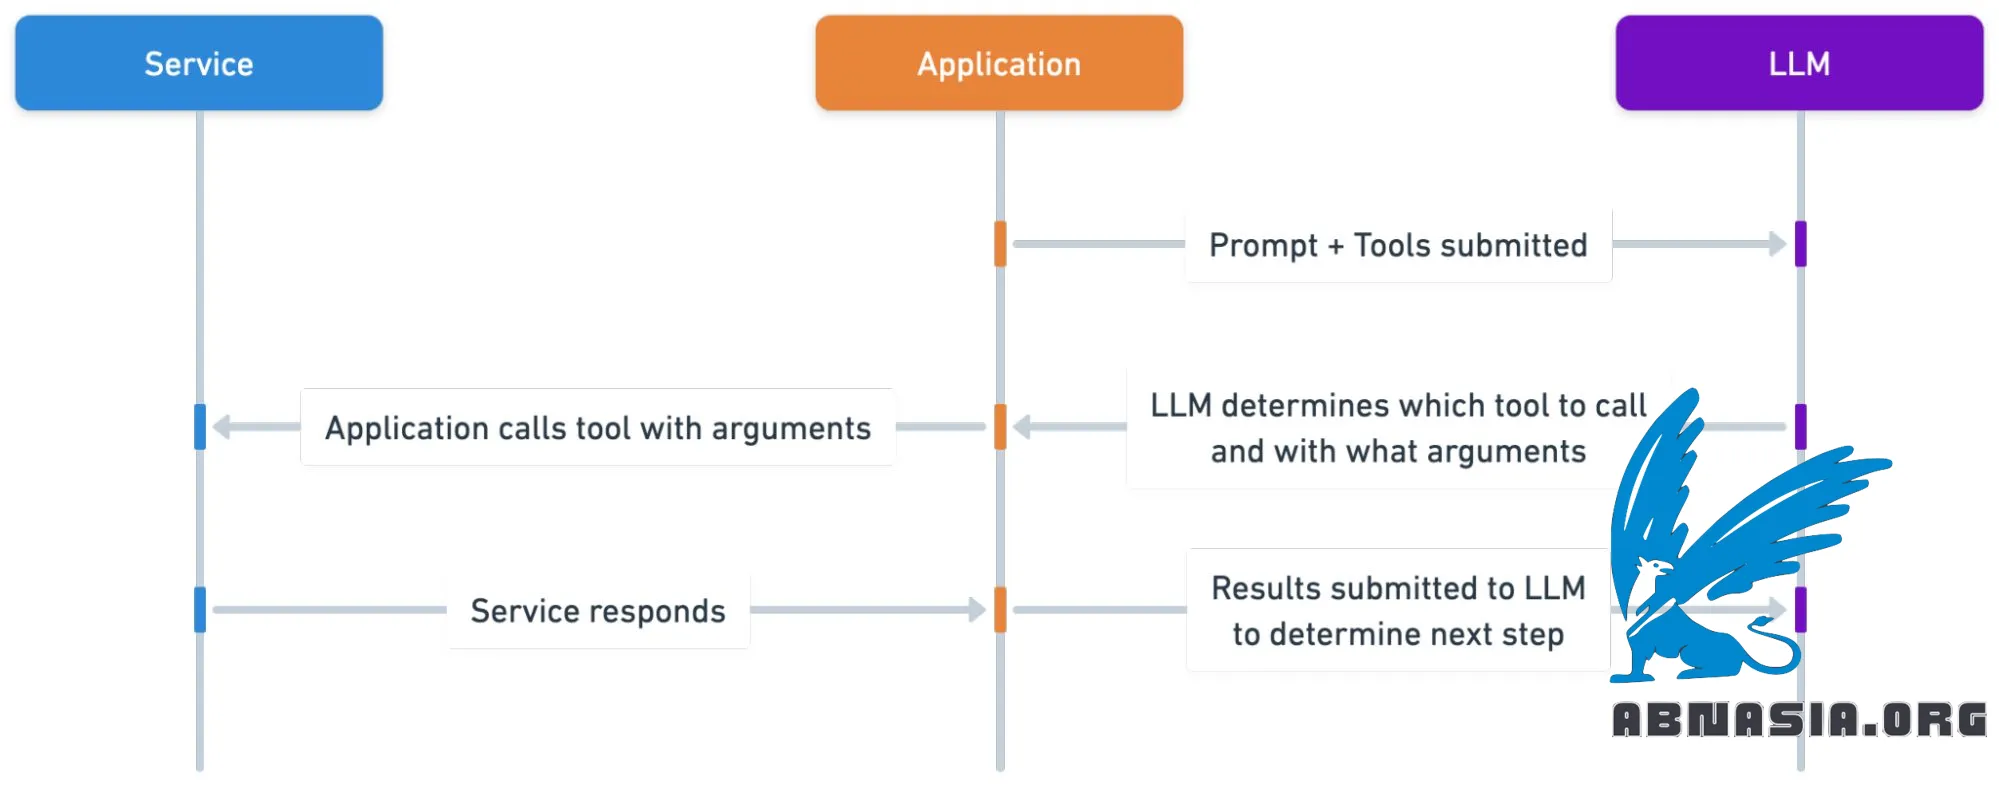 Service
Application
LLM
Prompt + Tools submitted
LLM determines which tool to call
and with what arguments
Application calls tool with arguments
Service responds
Results submitted to LLM
to determine next step
ABNASIA.ORG